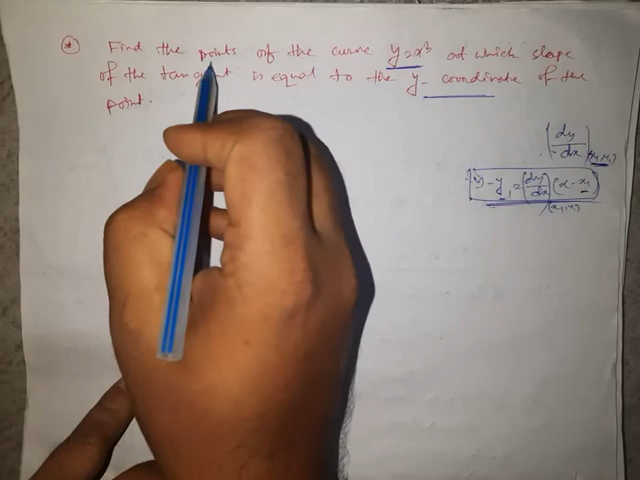 Find the points of the curve y=x³ at which slope
of the tangent is equal to the y- coordinate of the
point.
(dy/dx)(x₁,y₁)
y-y₁=(dy/dx)(x-x₁)
(x₁,y₁)